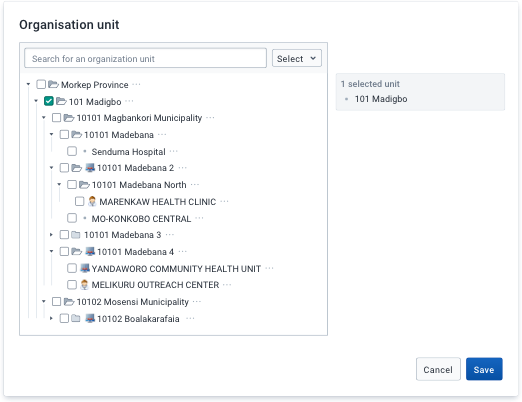 Organisation unit
Search for an organization unit
Select
1 selected unit
101 Madigbo
Morkep Province ···
101 Madigbo ···
10101 Magbankori Municipality ···
10101 Madebana ···
Senduma Hospital ···
10101 Madebana 2 ···
10101 Madebana North ···
MARENKAW HEALTH CLINIC ···
MO-KONKOBO CENTRAL ···
10101 Madebana 3 ···
10101 Madebana 4 ···
YANDAWORO COMMUNITY HEALTH UNIT ···
MELIKURU OUTREACH CENTER ···
10102 Mosensi Municipality ···
10102 Boalakarafaia ···
Cancel
Save